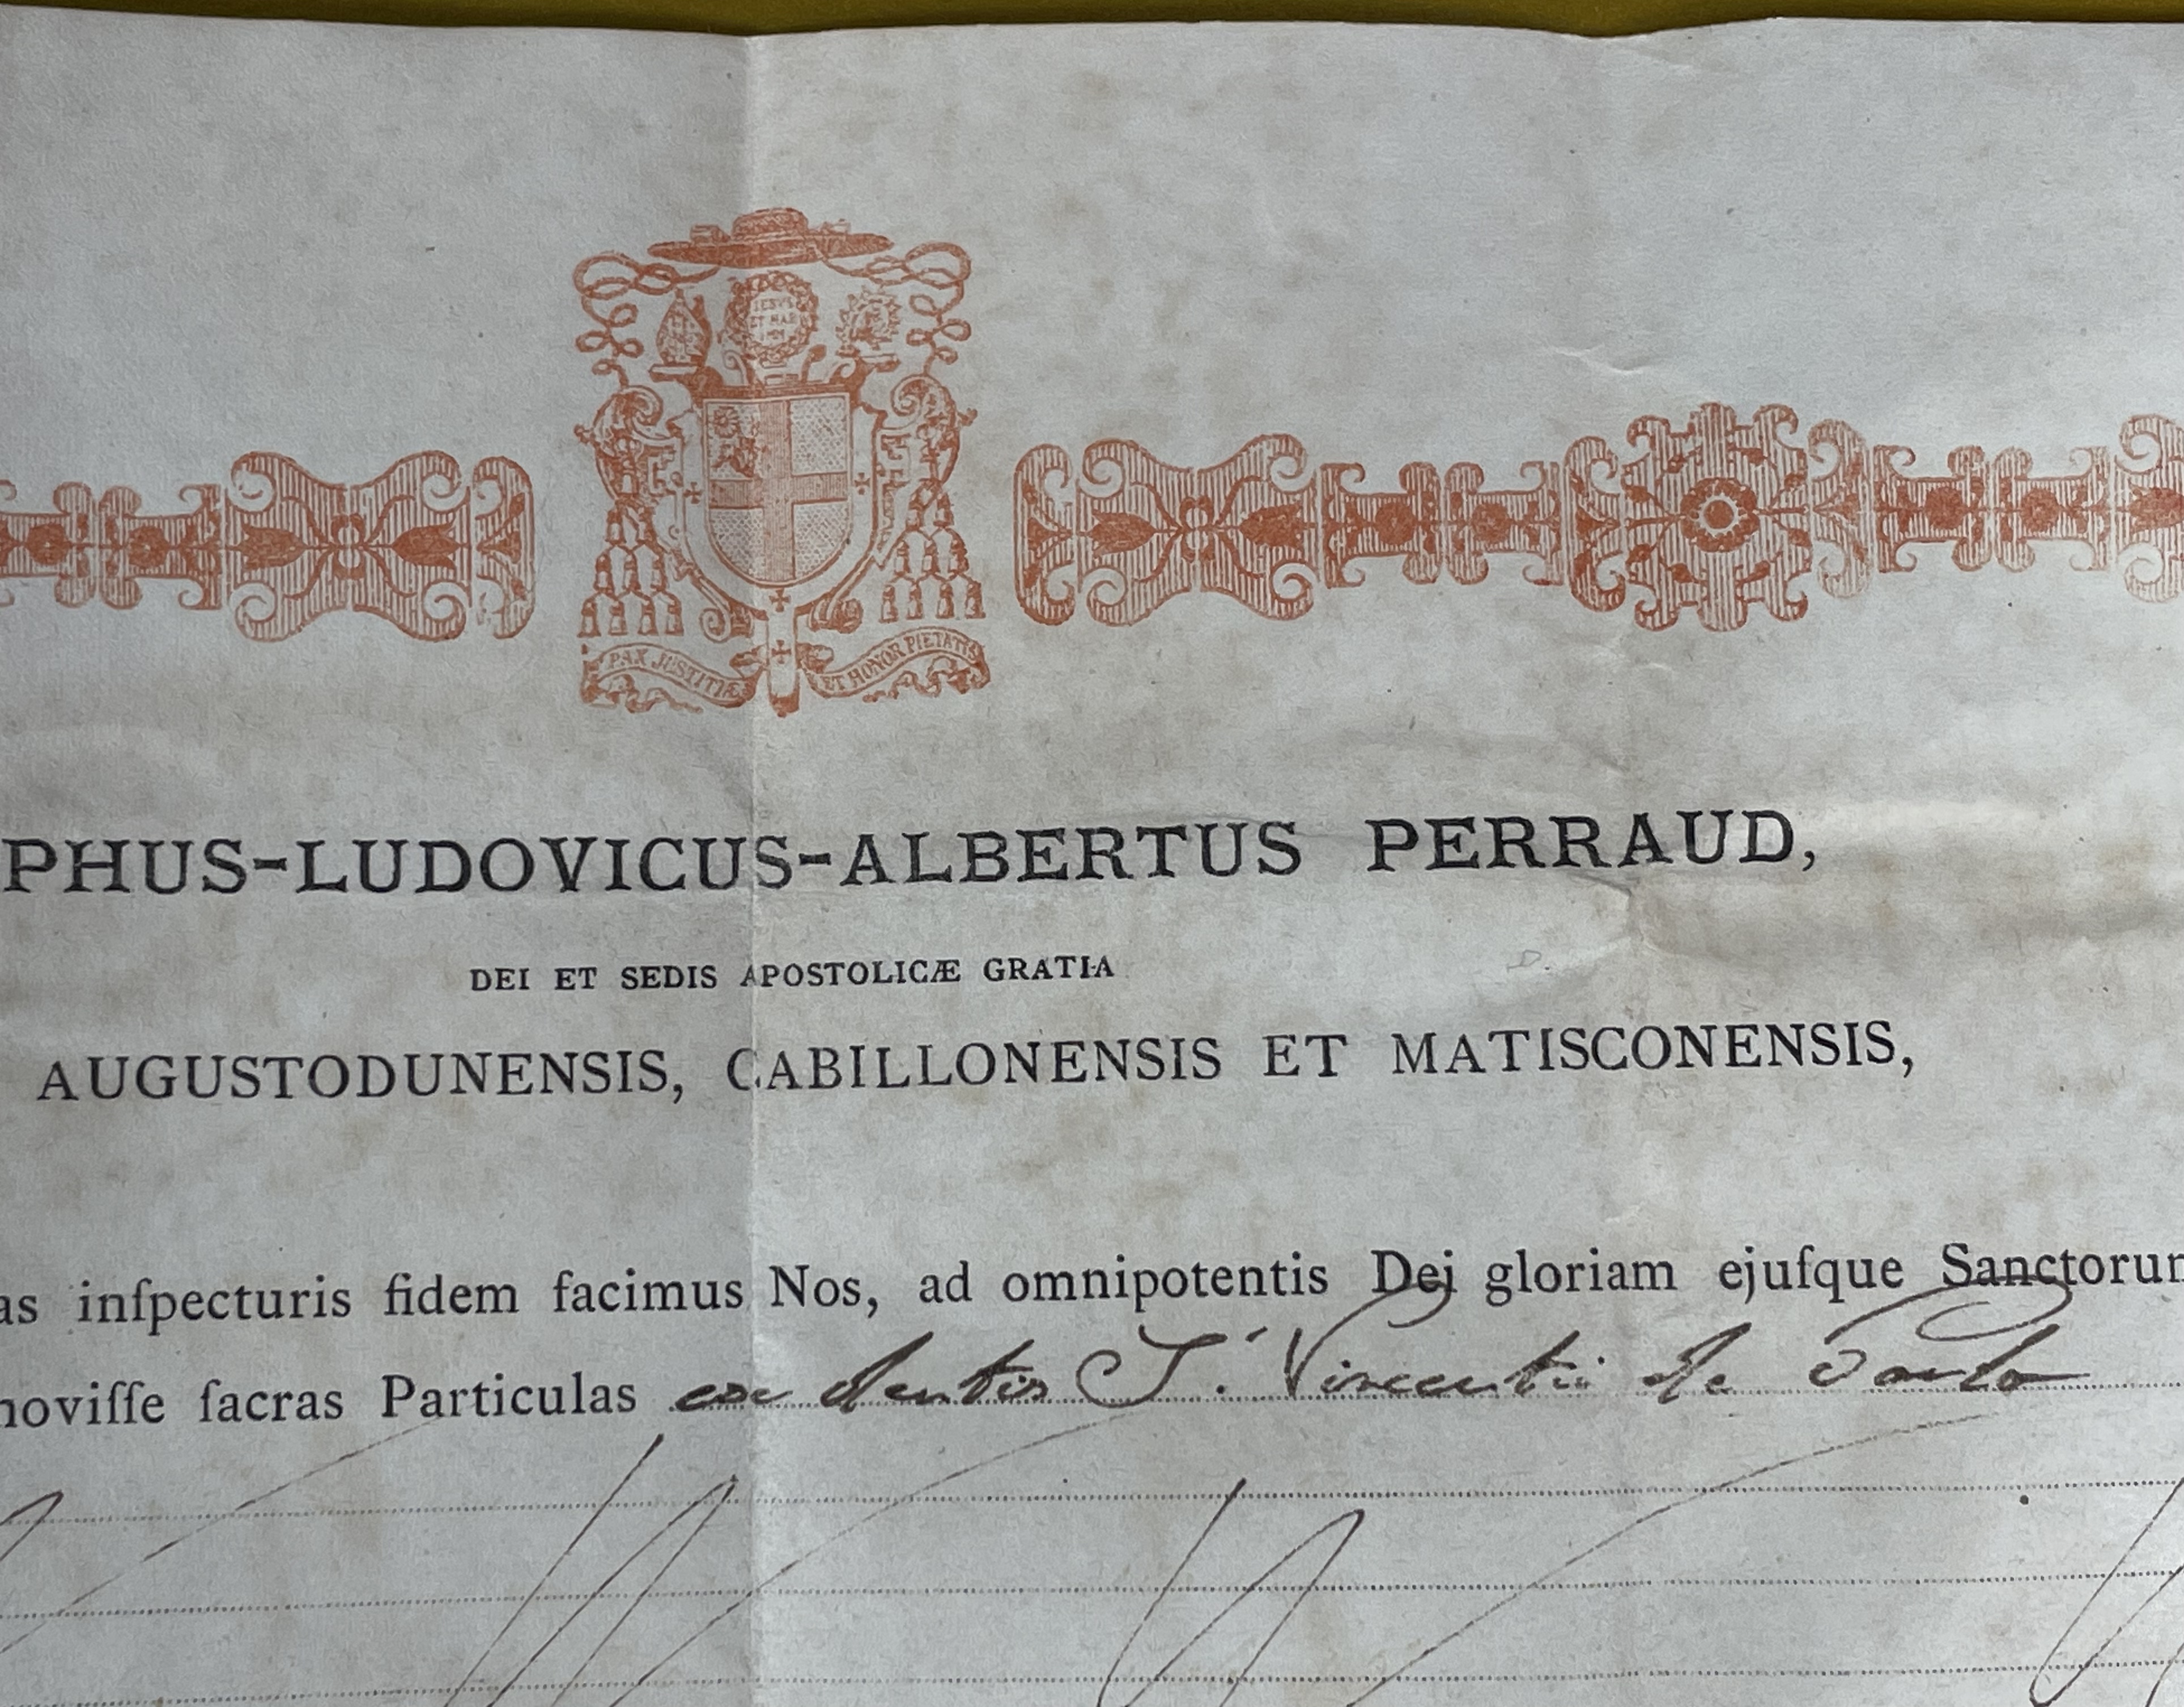 IESVS
ET MAR
PAX JUSTITIÆ ET HONOR PIETATIS
PHUS-LUDOVICUS-ALBERTUS PERRAUD,
DEI ET SEDIS APOSTOLICÆ GRATIA
AUGUSTODUNENSIS, CABILLONENSIS ET MATISCONENSIS,
as inſpecturis fidem facimus Nos, ad omnipotentis Dei gloriam ejuſque Sanctorum
noviſſe ſacras Particulas ex dentis S. Vincentii de Paulo